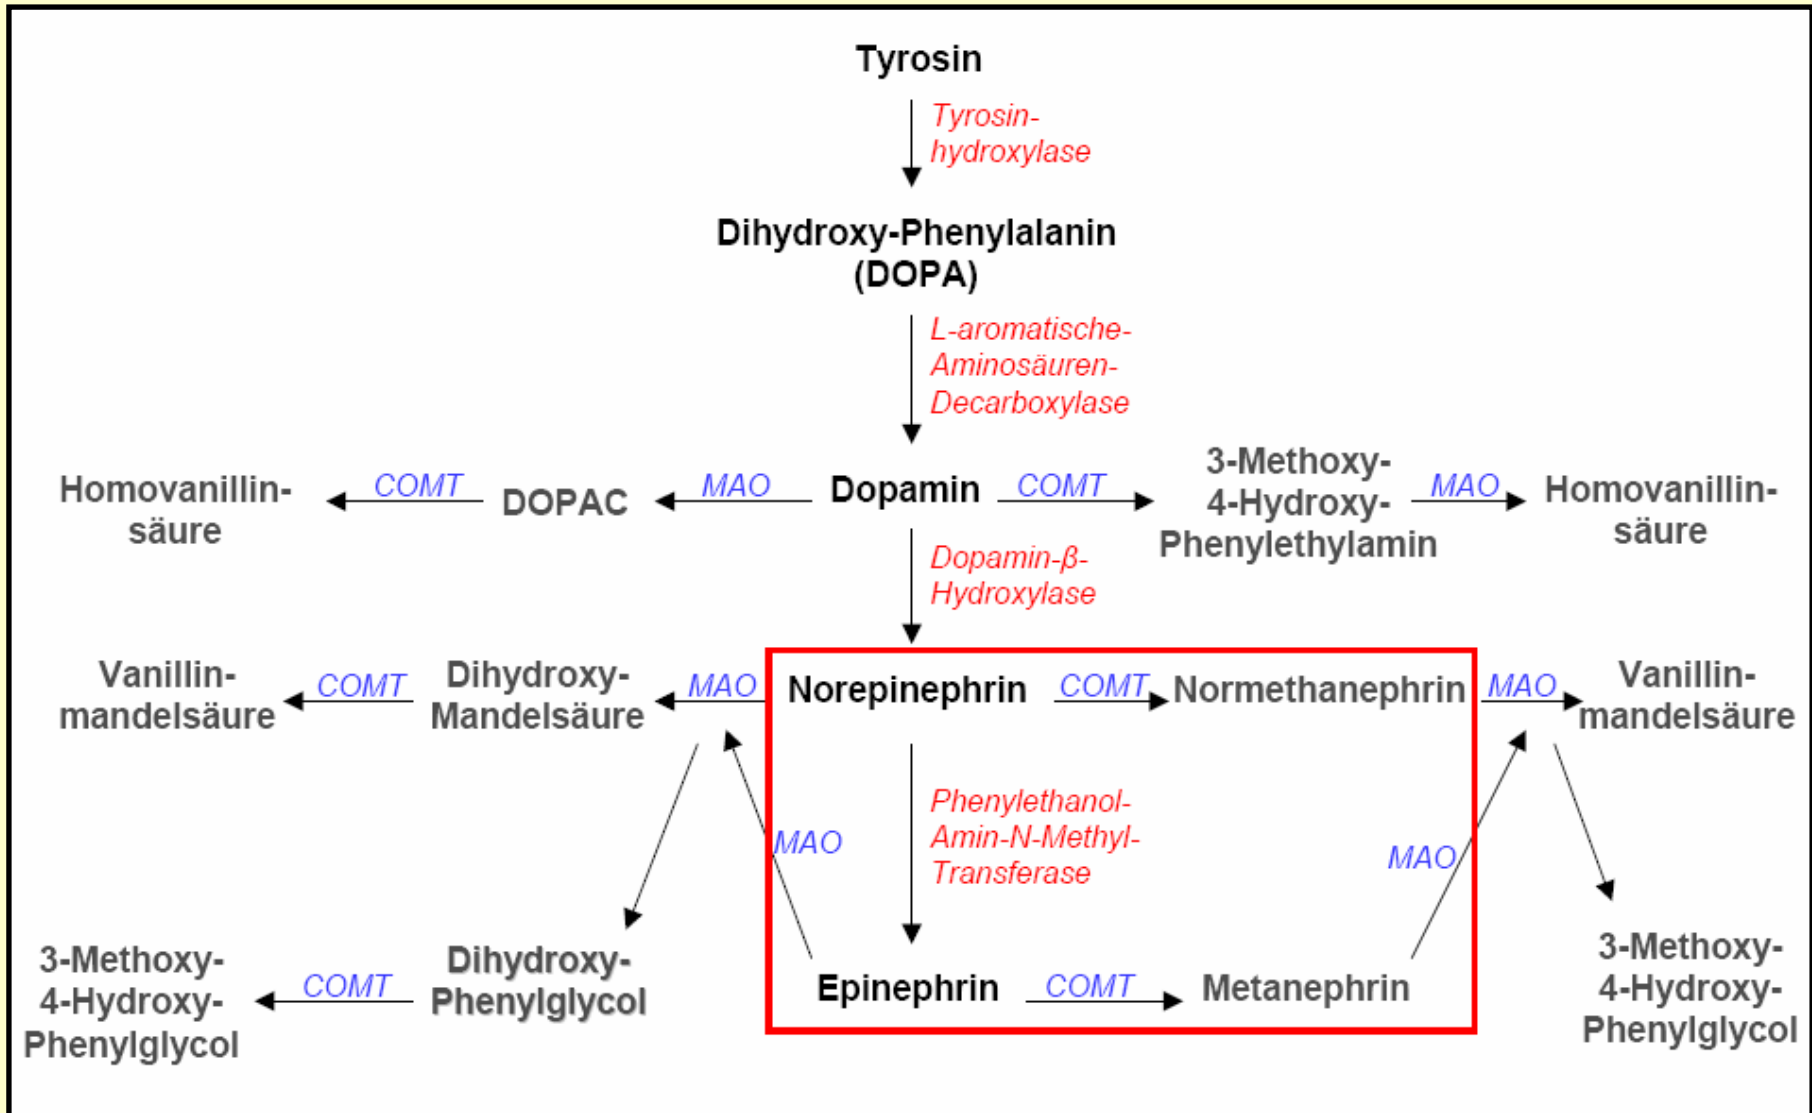 Tyrosin
Tyrosin-
hydroxylase
Dihydroxy-Phenylalanin
(DOPA)
L-aromatische-
Aminosäuren-
Decarboxylase
Homovanillin-
säure
COMT
DOPAC
MAO
Dopamin
COMT
3-Methoxy-
4-Hydroxy-
Phenylethylamin
MAO
Homovanillin-
säure
Dopamin-β-
Hydroxylase
Vanillin-
mandelsäure
COMT
Dihydroxy-
Mandelsäure
MAO
Norepinephrin
COMT
Normethanephrin
MAO
Vanillin-
mandelsäure
MAO
Phenylethanol-
Amin-N-Methyl-
Transferase
MAO
3-Methoxy-
4-Hydroxy-
Phenylglycol
COMT
Dihydroxy-
Phenylglycol
Epinephrin
COMT
Metanephrin
3-Methoxy-
4-Hydroxy-
Phenylglycol